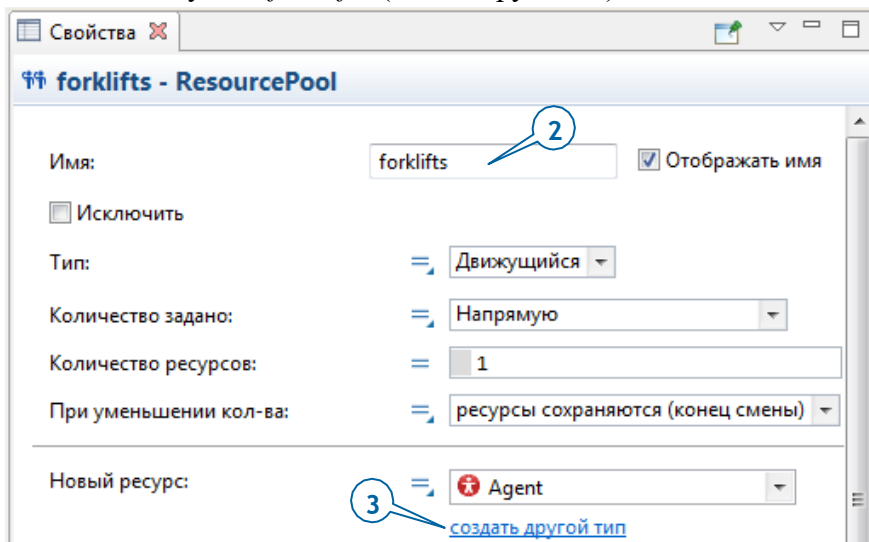 Свойства
forklifts - ResourcePool
2
Имя: forklifts Отображать имя
Исключить
Тип: = Движущийся
Количество задано: = Напрямую
Количество ресурсов: = 1
При уменьшении кол-ва: = ресурсы сохраняются (конец смены)
Новый ресурс: = Agent
3
создать другой тип